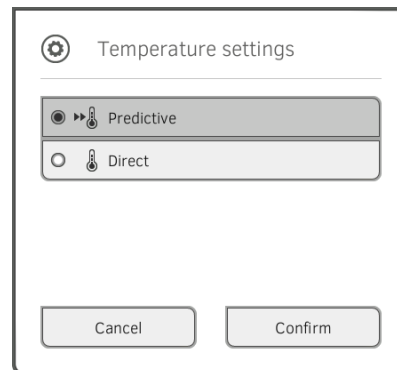 Temperature settings
Predictive
Direct
Cancel
Confirm